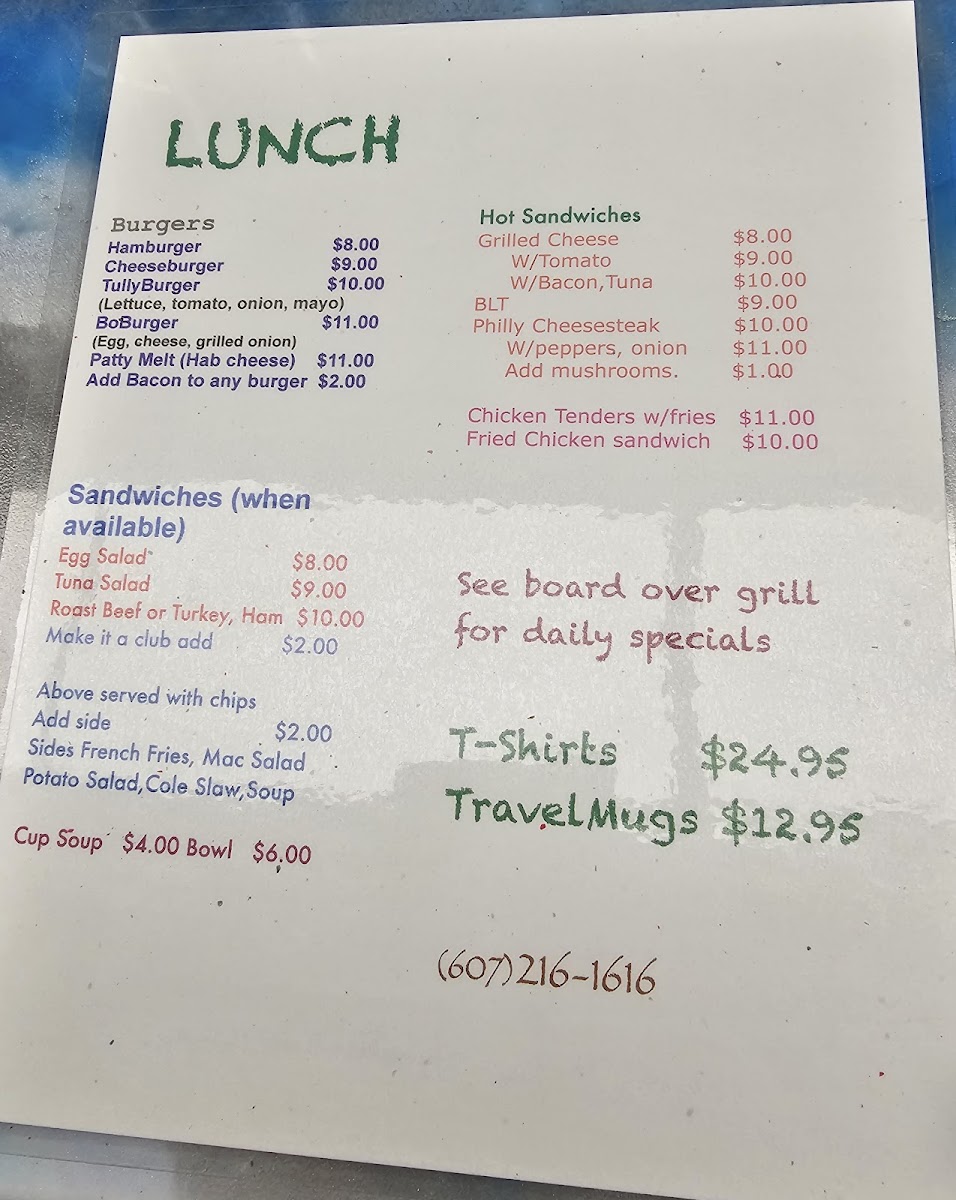 LUNCH
Burgers
Hamburger $8.00
Cheeseburger $9.00
TullyBurger $10.00
(Lettuce, tomato, onion, mayo)
BoBurger $11.00
(Egg, cheese, grilled onion)
Patty Melt (Hab cheese) $11.00
Add Bacon to any burger $2.00
Hot Sandwiches
Grilled Cheese $8.00
W/Tomato $9.00
W/Bacon,Tuna $10.00
BLT $9.00
Philly Cheesesteak $10.00
W/peppers, onion $11.00
Add mushrooms. $1.00
Chicken Tenders w/fries $11.00
Fried Chicken sandwich $10.00
Sandwiches (when
available)
Egg Salad $8.00
Tuna Salad $9.00
Roast Beef or Turkey, Ham $10.00
Make it a club add $2.00
Above served with chips
Add side $2.00
Sides French Fries, Mac Salad
Potato Salad,Cole Slaw,Soup
Cup Soup $4.00 Bowl $6.00
See board over grill
for daily specials
T-Shirts $24.95
TravelMugs $12.95
(607)216-1616